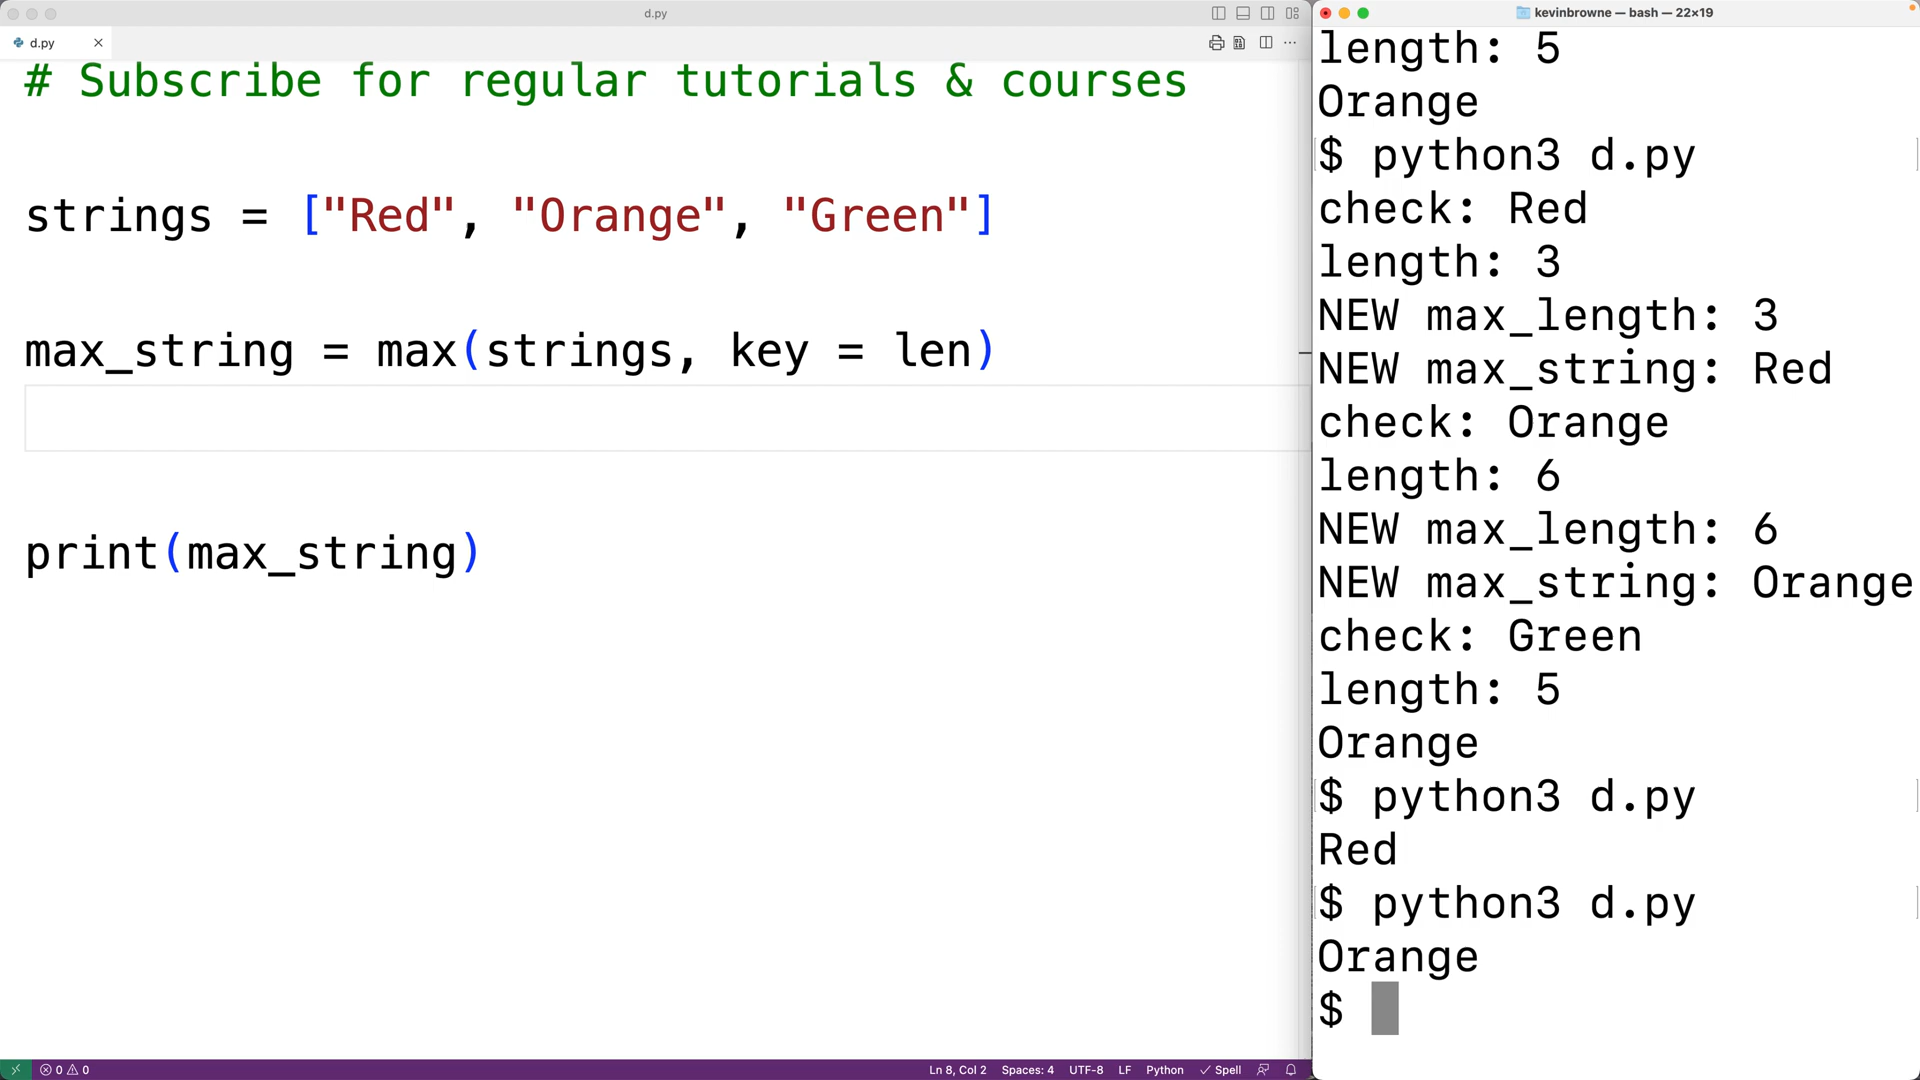 d.py
d.py
# Subscribe for regular tutorials & courses
strings = ["Red", "Orange", "Green"]
max_string = max(strings, key = len)
print(max_string)
Ln 8, Col 2
Spaces: 4
UTF-8
LF
Python
Spell
0
0
kevinbrowne — bash — 22×19
length: 5
Orange
$ python3 d.py
check: Red
length: 3
NEW max_length: 3
NEW max_string: Red
check: Orange
length: 6
NEW max_length: 6
NEW max_string: Orange
check: Green
length: 5
Orange
$ python3 d.py
Red
$ python3 d.py
Orange
$